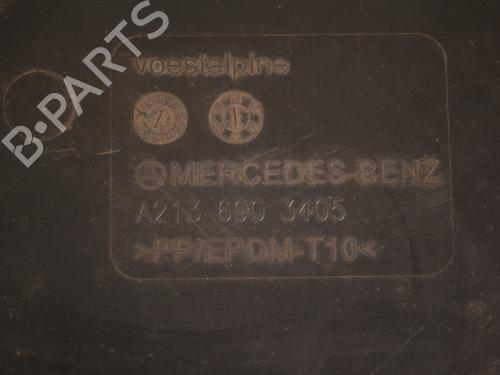 B-PARTS
voestalpine
MERCEDES-BENZ
A213 690 3405
>PP/EPDM-T10<